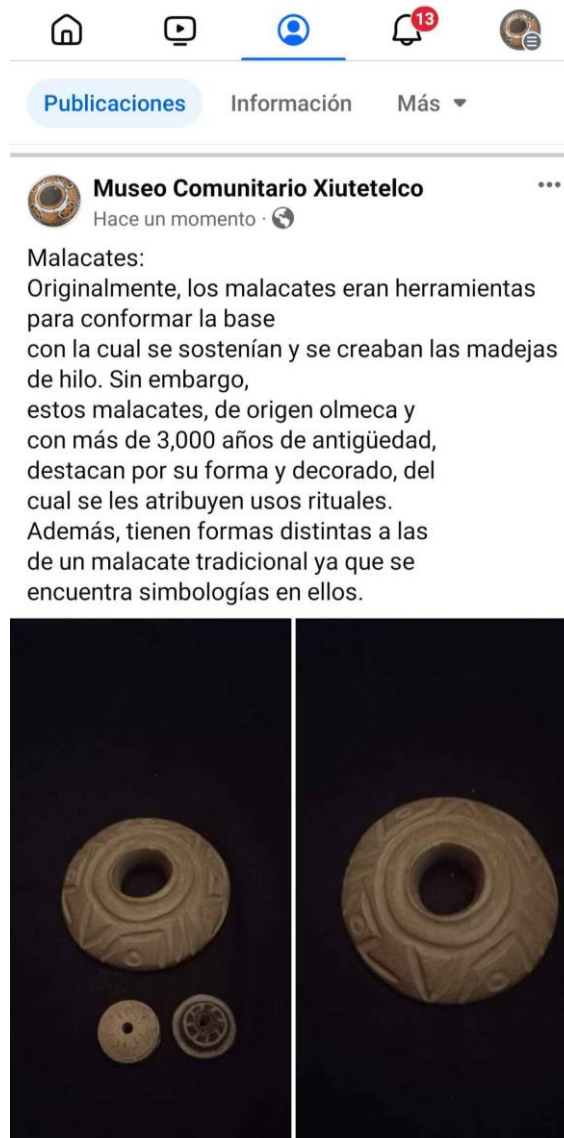 13
Publicaciones Información Más
Museo Comunitario Xiutetelco
Hace un momento ·
Malacates:
Originalmente, los malacates eran herramientas
para conformar la base
con la cual se sostenían y se creaban las madejas
de hilo. Sin embargo,
estos malacates, de origen olmeca y
con más de 3,000 años de antigüedad,
destacan por su forma y decorado, del
cual se les atribuyen usos rituales.
Además, tienen formas distintas a las
de un malacate tradicional ya que se
encuentra simbologías en ellos.